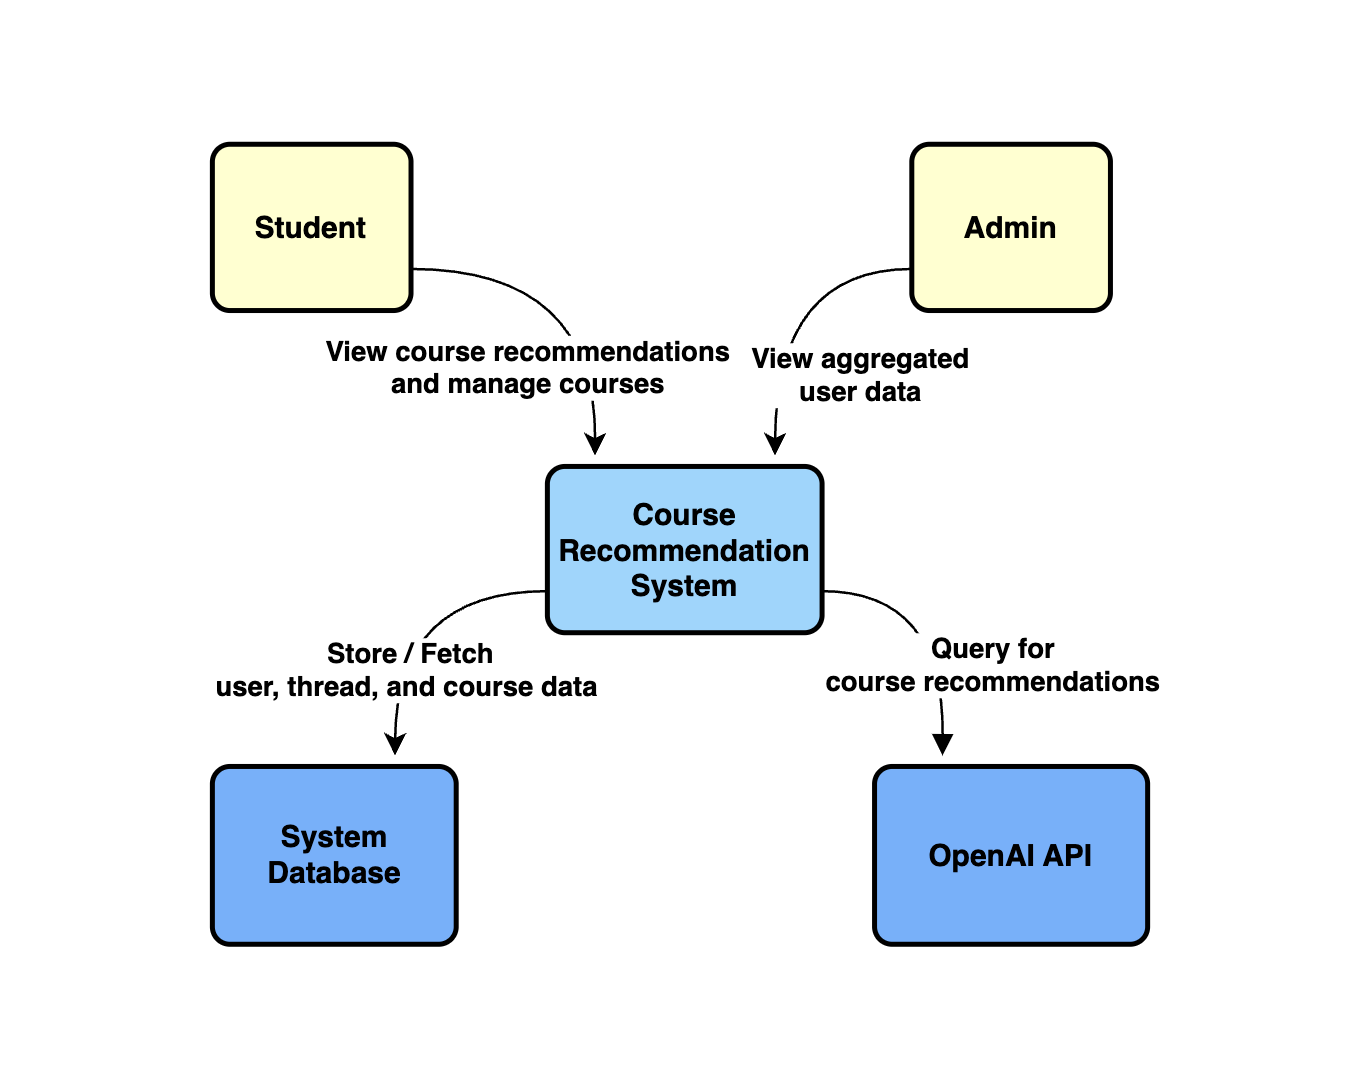 Student
Admin
View course recommendations
and manage courses
View aggregated
user data
Course
Recommendation
System
Store / Fetch
user, thread, and course data
Query for
course recommendations
System
Database
OpenAI API